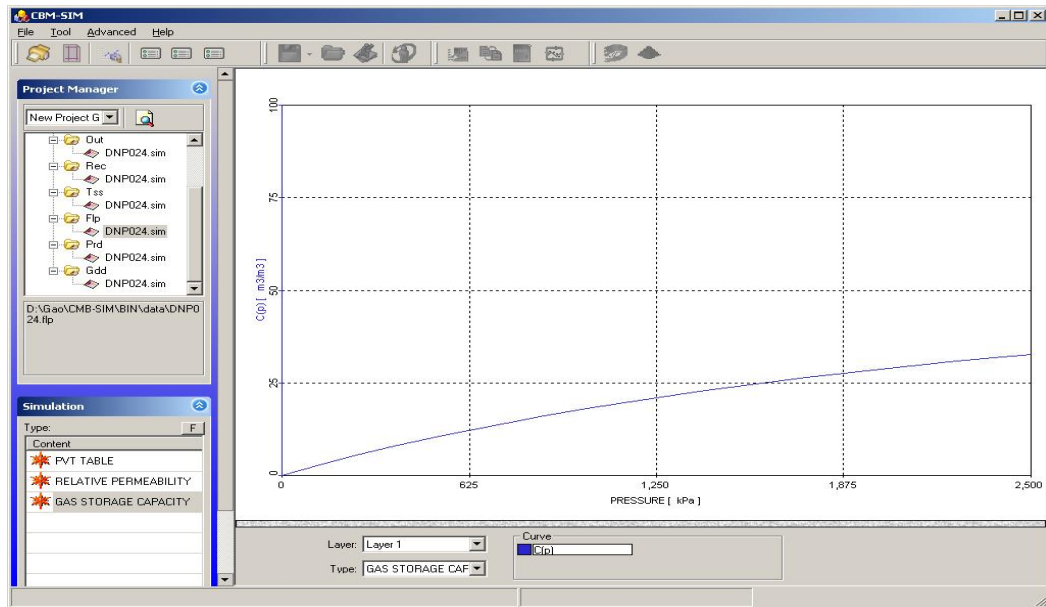 CBM-SIM
File Tool Advanced Help
Project Manager
New Project G
Out
DNP024.sim
Rec
DNP024.sim
Tss
DNP024.sim
Flp
DNP024.sim
Prd
DNP024.sim
Gdd
DNP024.sim
D:\Gao\CMB-SIM\BIN\data\DNP0
24.flp
Simulation
Type: F
Content
PVT TABLE
RELATIVE PERMEABILITY
GAS STORAGE CAPACITY
100
75
50
25
0
C(p) [ m3/m3 ]
0 625 1,250 1,875 2,500
PRESSURE [ kPa ]
Layer: Layer 1
Type: GAS STORAGE CAF
Curve
C(p)